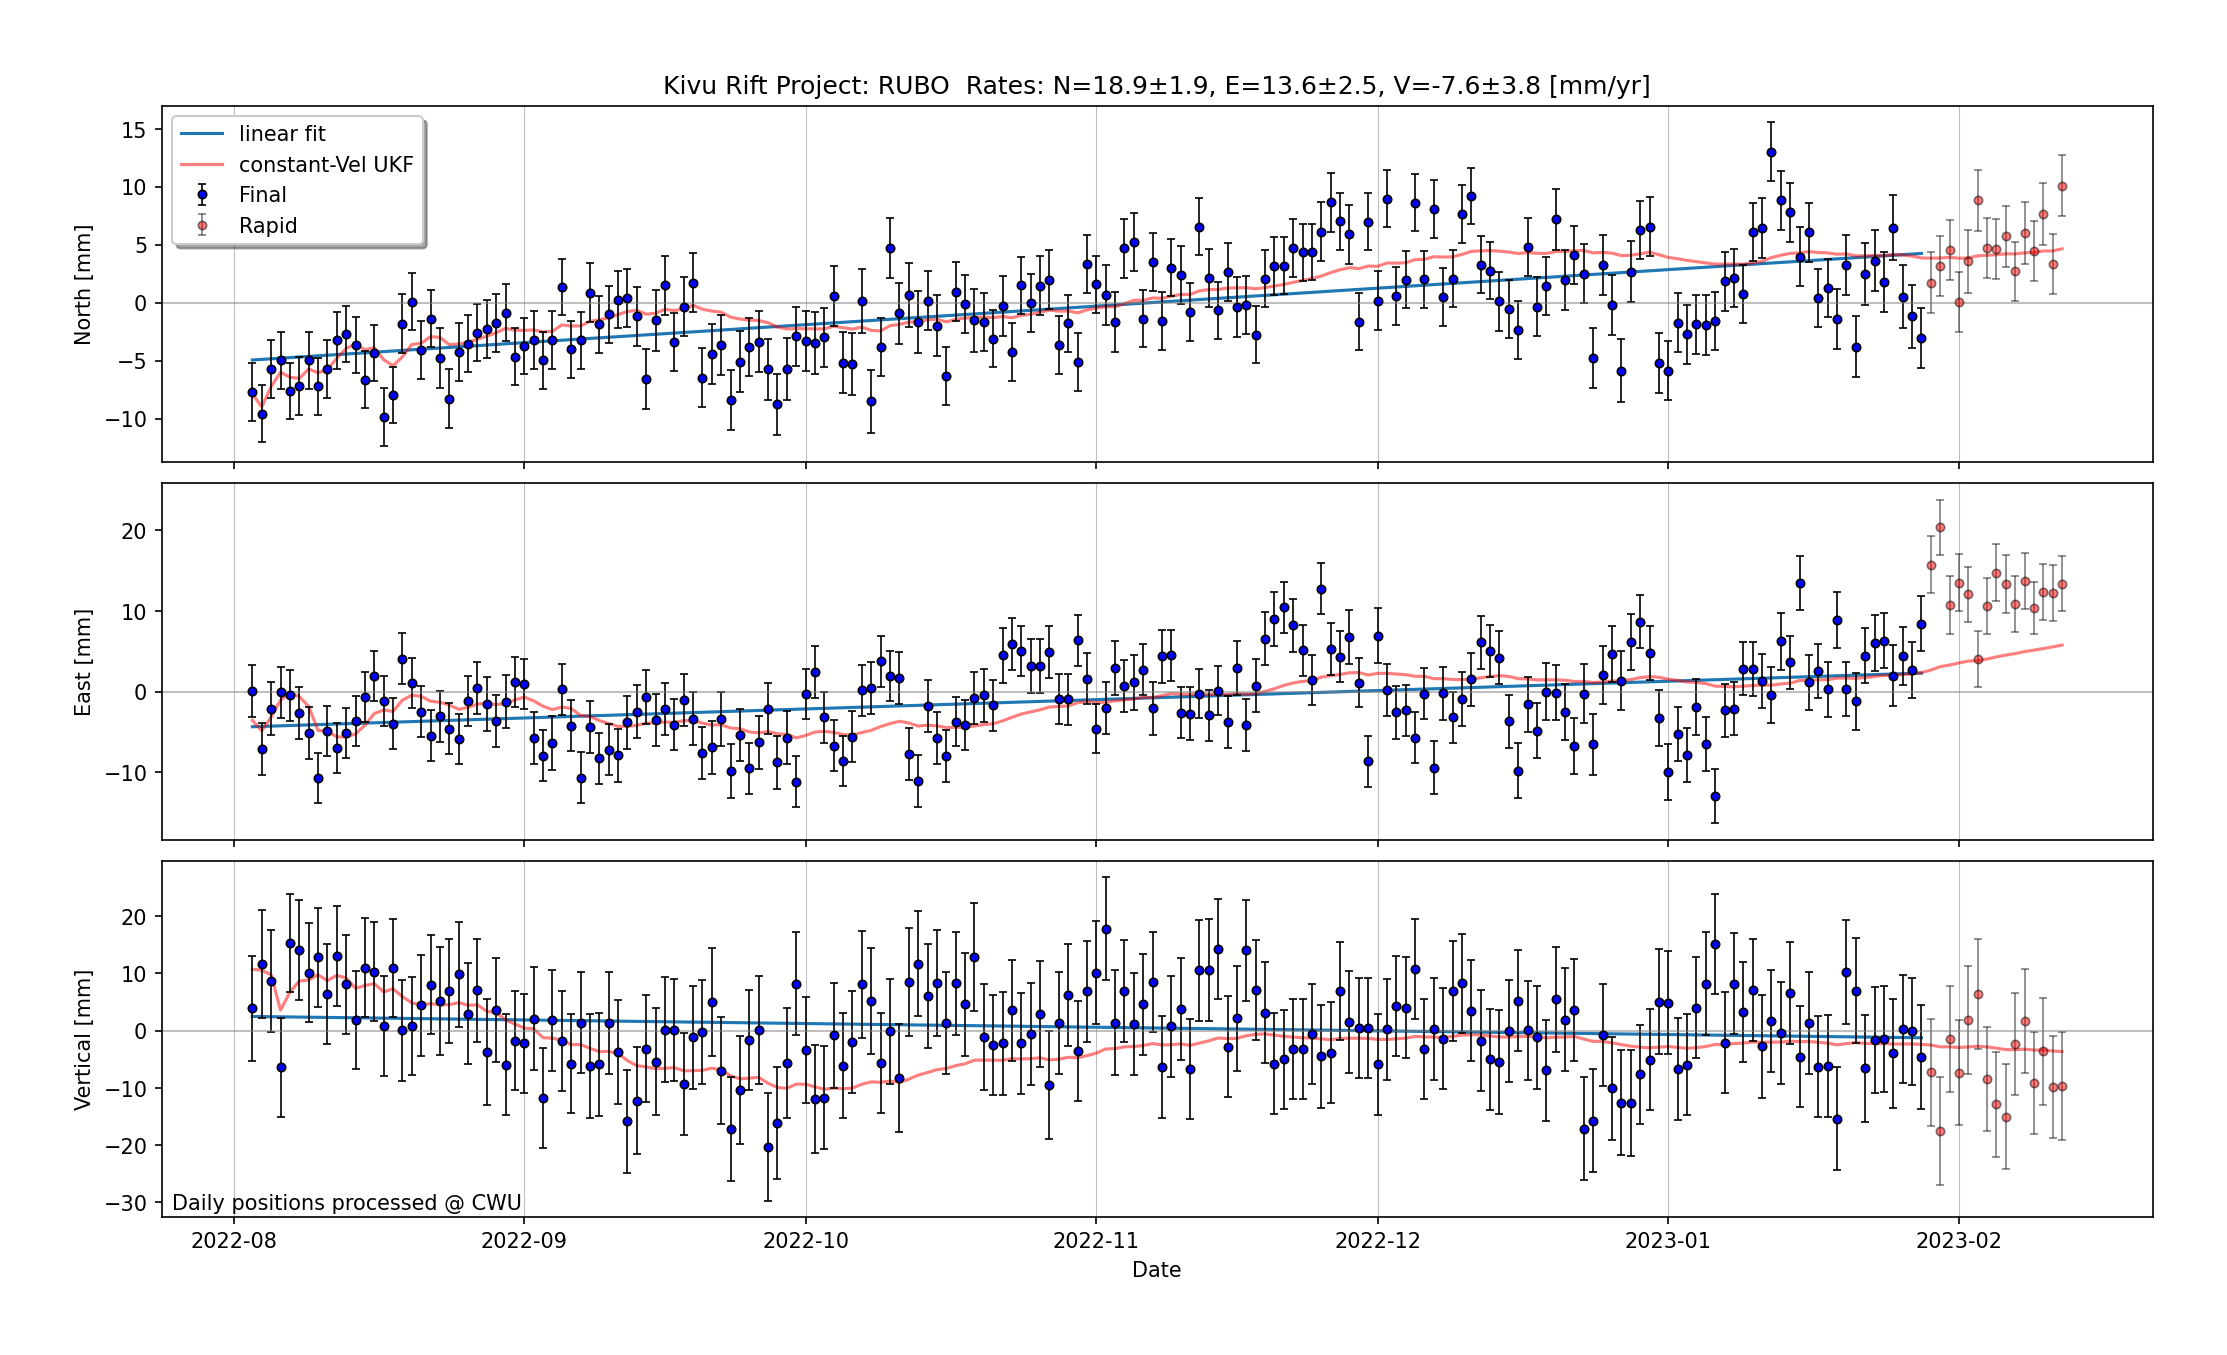 Kivu Rift Project: RUBO  Rates: N=18.9±1.9, E=13.6±2.5, V=-7.6±3.8 [mm/yr]
linear fit
constant-Vel UKF
Final
Rapid
North [mm]
15
10
5
0
−5
−10
East [mm]
20
10
0
−10
Vertical [mm]
20
10
0
−10
−20
−30
Daily positions processed @ CWU
2022-08 2022-09 2022-10 2022-11 2022-12 2023-01 2023-02
Date